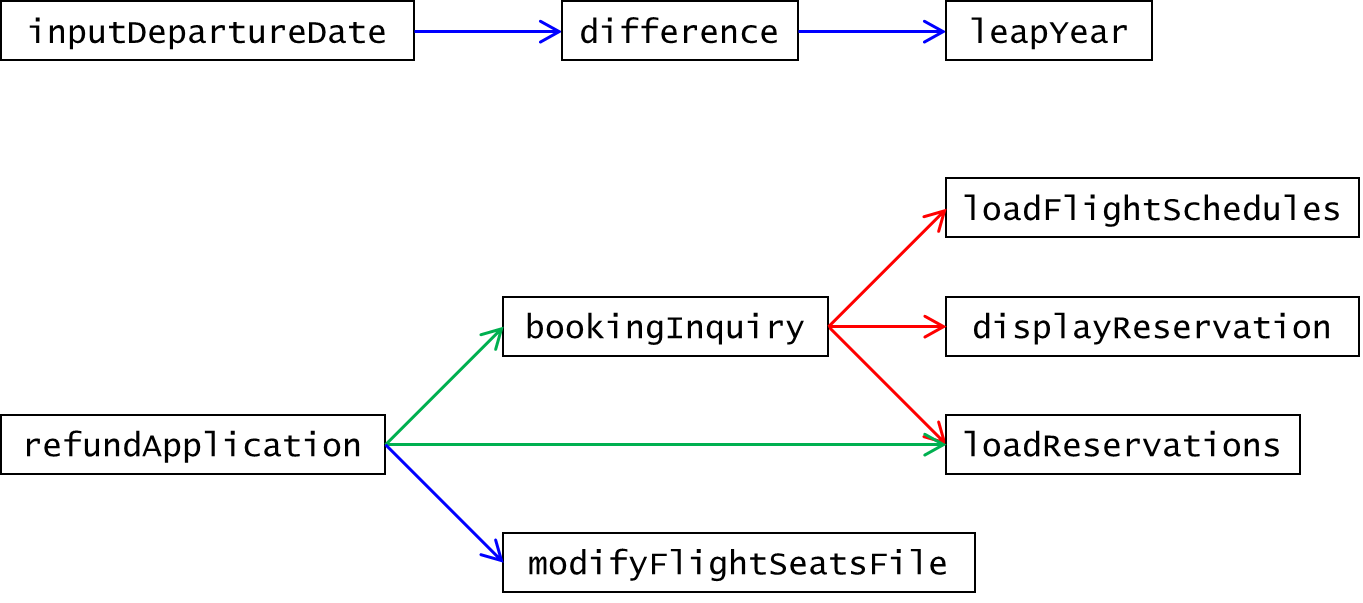 inputDepartureDate
difference
leapYear
loadFlightSchedules
bookingInquiry
displayReservation
refundApplication
loadReservations
modifyFlightSeatsFile